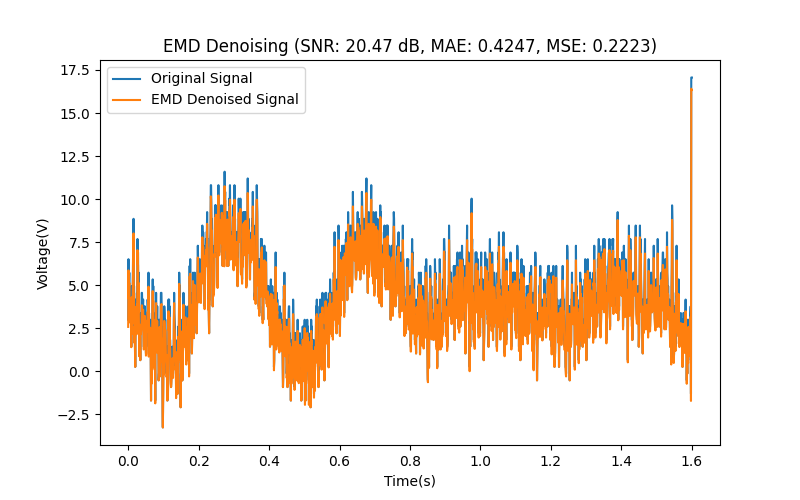 EMD Denoising (SNR: 20.47 dB, MAE: 0.4247, MSE: 0.2223)
Original Signal
EMD Denoised Signal
17.5
15.0
12.5
10.0
7.5
5.0
2.5
0.0
−2.5
Voltage(V)
0.0 0.2 0.4 0.6 0.8 1.0 1.2 1.4 1.6
Time(s)